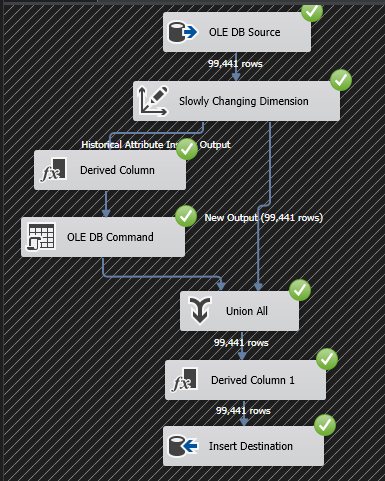 OLE DB Source
99,441 rows
Slowly Changing Dimension
Historical Attribute In Output
Derived Column
OLE DB Command
New Output (99,441 rows)
Union All
99,441 rows
Derived Column 1
99,441 rows
Insert Destination